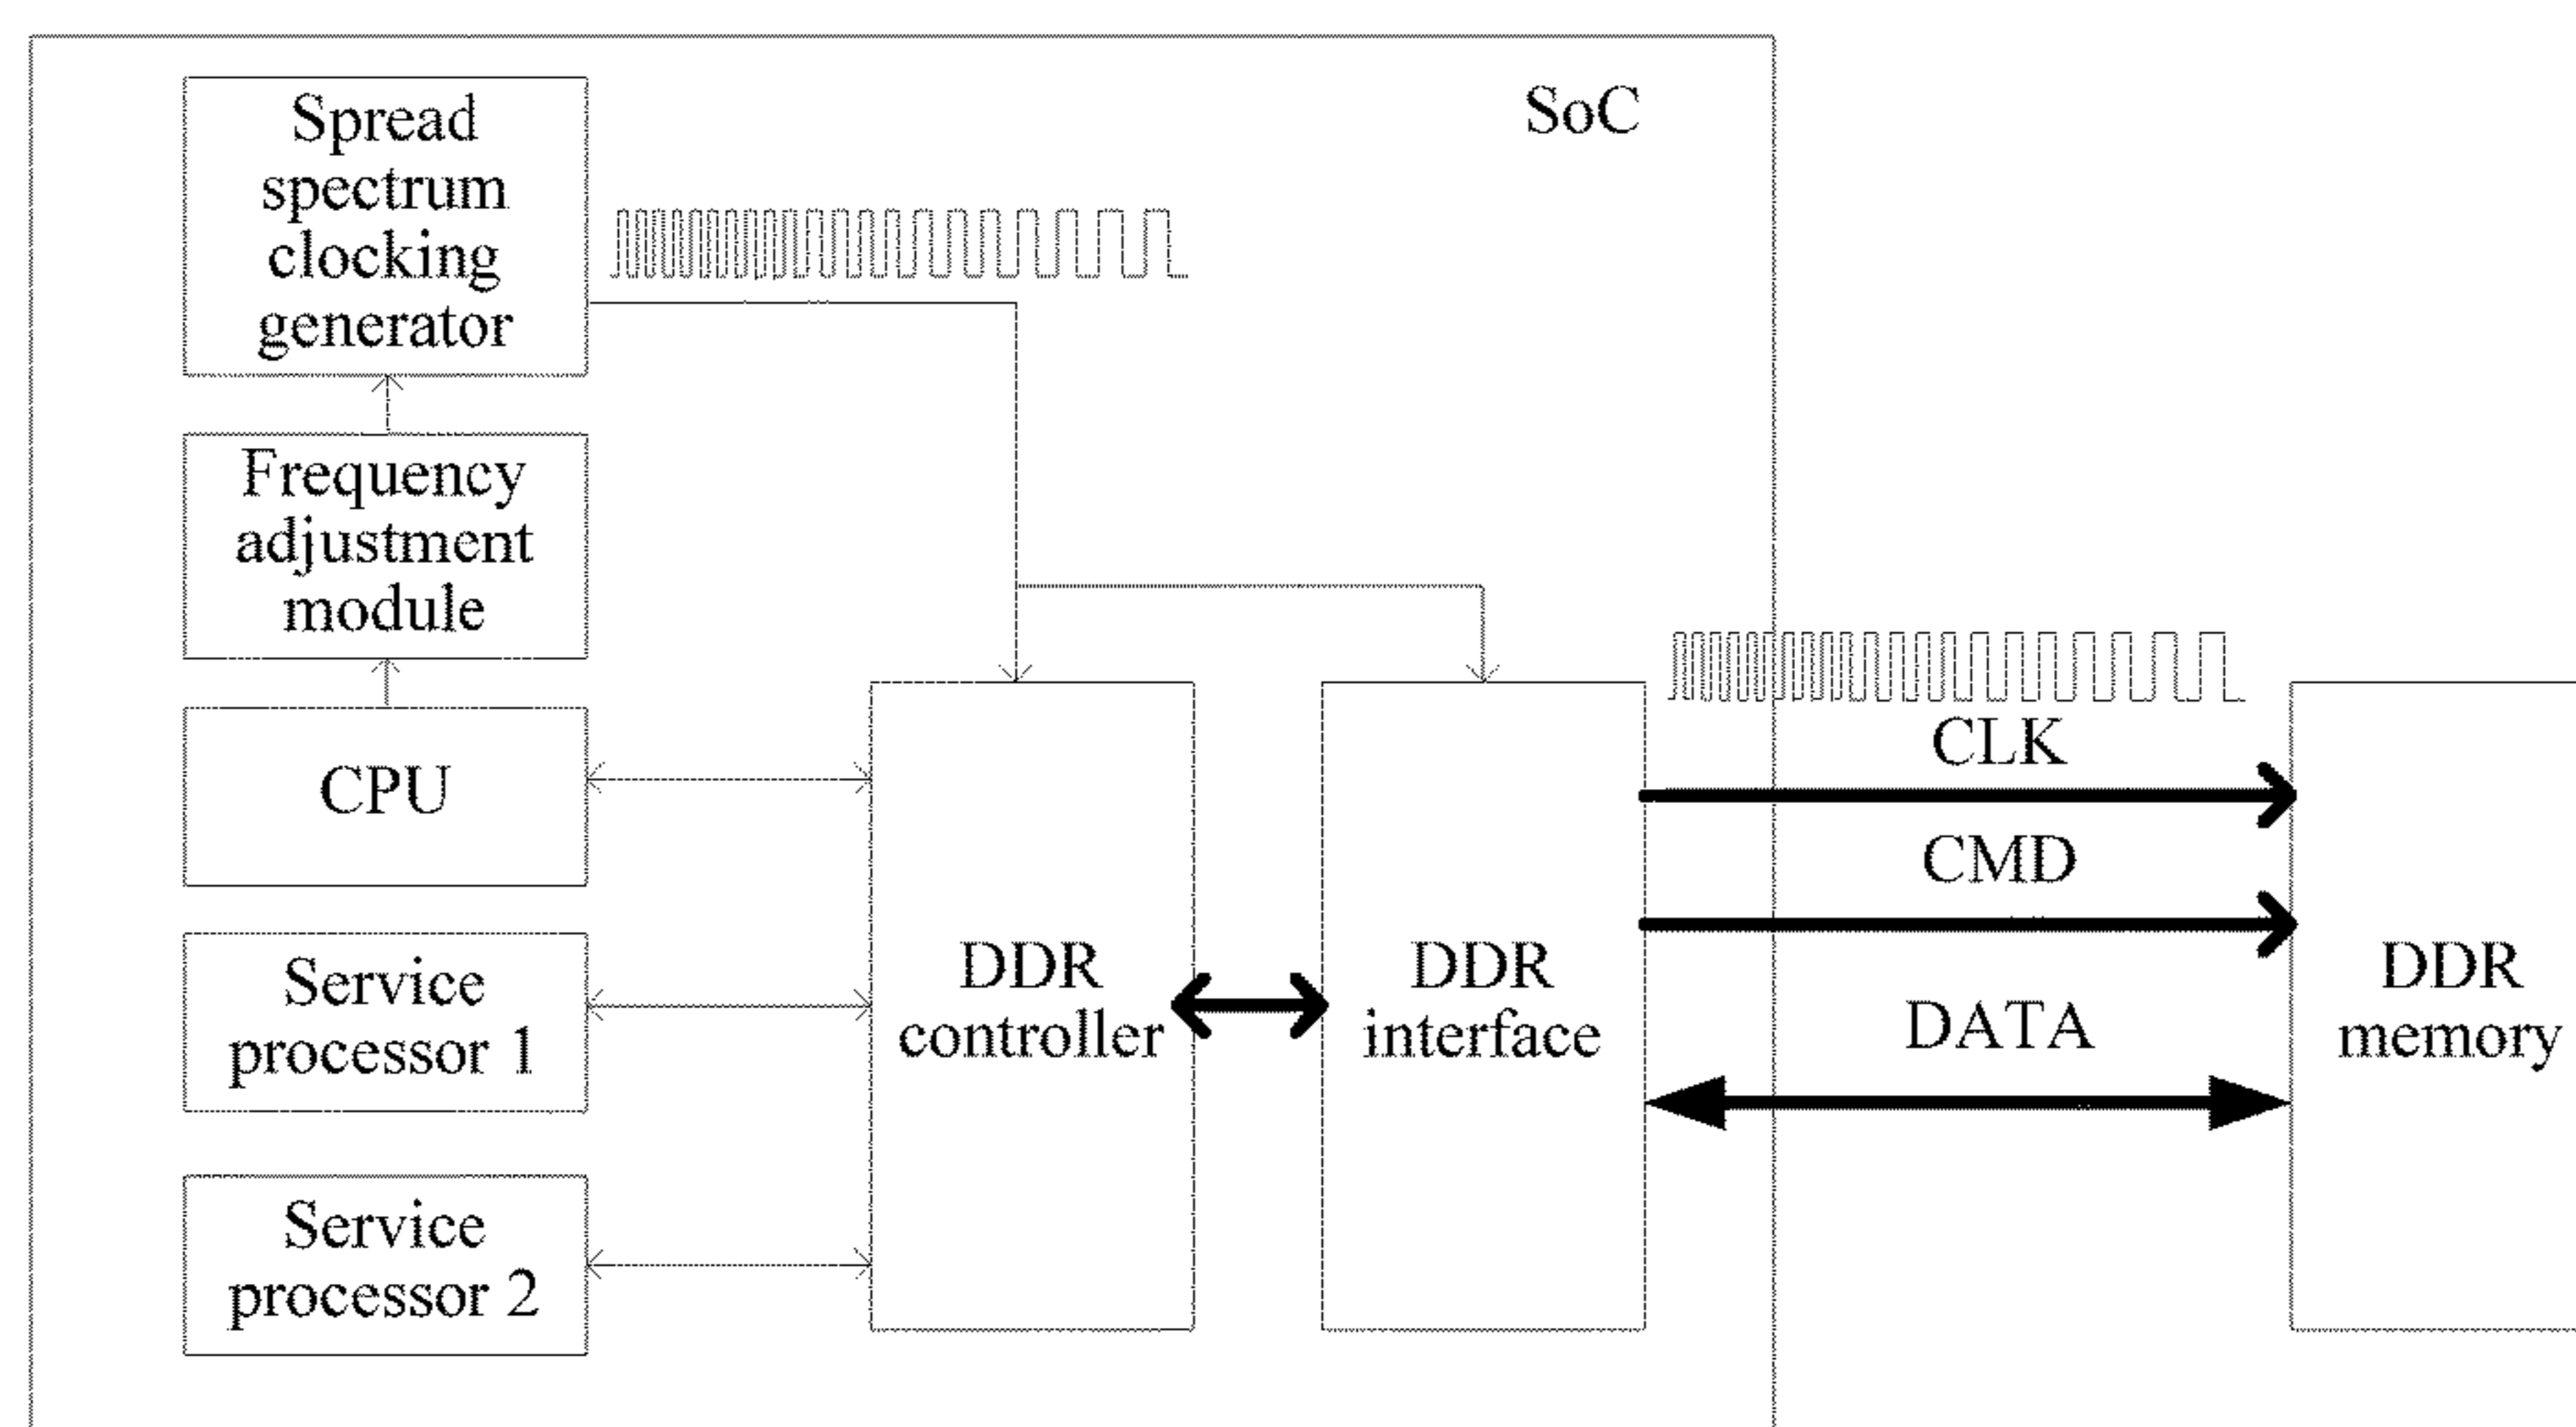 SoC
Spread
spectrum
clocking
generator
Frequency
adjustment
module
CPU
Service
processor 1
Service
processor 2
DDR
controller
DDR
interface
CLK
CMD
DATA
DDR
memory